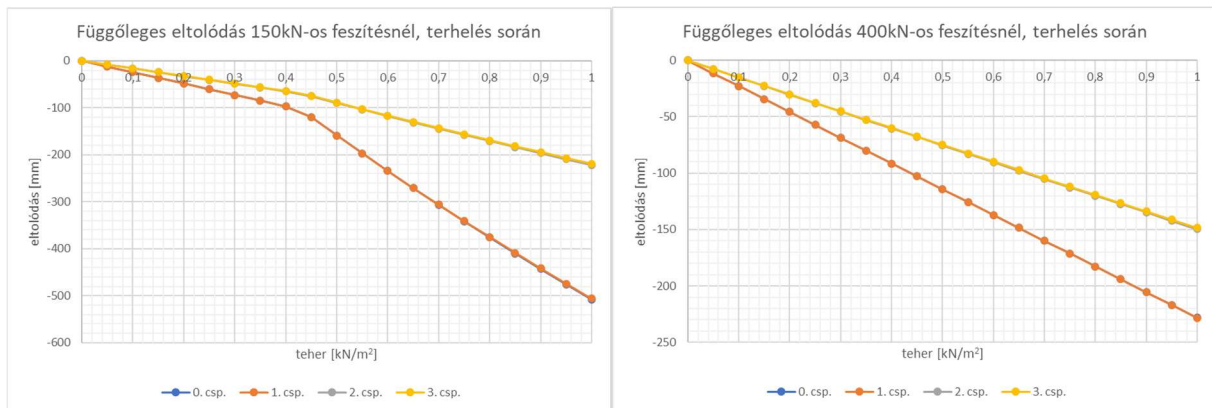 Függőleges eltolódás 150kN-os feszítésnél, terhelés során
0
-100
-200
-300
-400
-500
-600
0 0,1 0,2 0,3 0,4 0,5 0,6 0,7 0,8 0,9 1
eltolódás [mm]
teher [kN/m²]
0. csp. 1. csp. 2. csp. 3. csp.
Függőleges eltolódás 400kN-os feszítésnél, terhelés során
0
-50
-100
-150
-200
-250
0 0,1 0,2 0,3 0,4 0,5 0,6 0,7 0,8 0,9 1
eltolódás [mm]
teher [kN/m²]
0. csp. 1. csp. 2. csp. 3. csp.